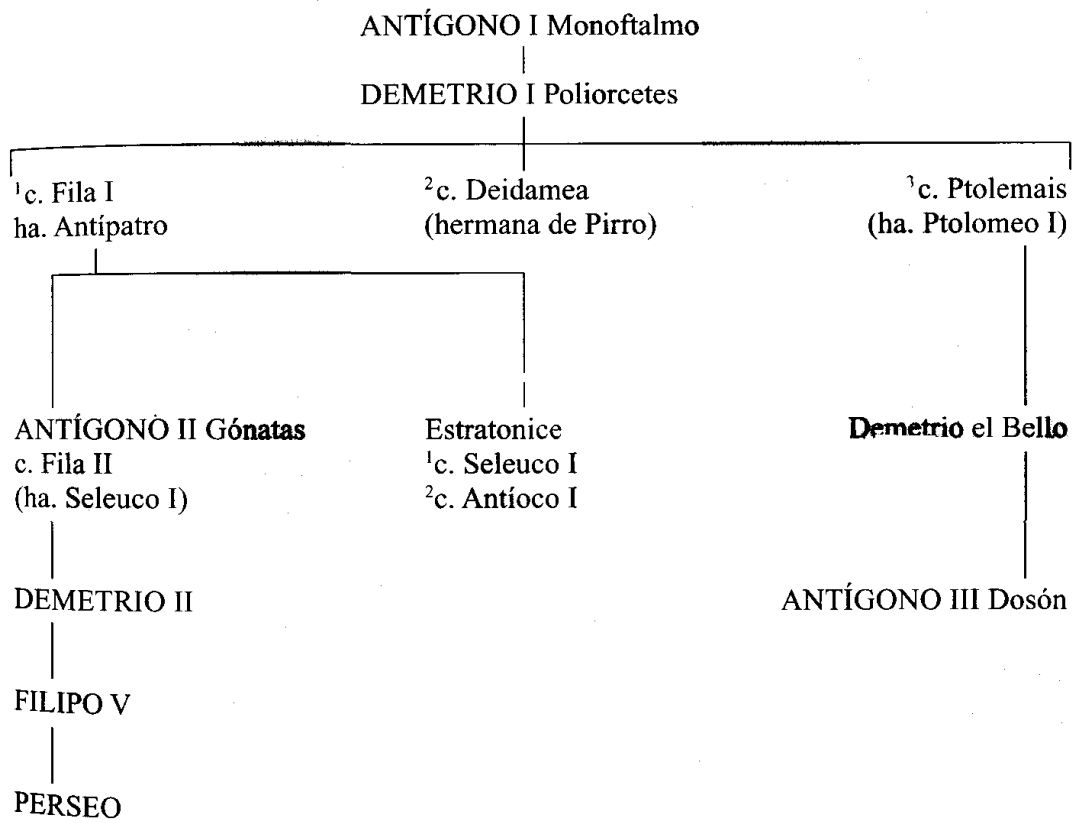 ANTÍGONO I Monoftalmo
DEMETRIO I Poliorcetes
¹c. Fila I
ha. Antípatro
²c. Deidamea
(hermana de Pirro)
³c. Ptolemais
(ha. Ptolomeo I)
ANTÍGONO II Gónatas
c. Fila II
(ha. Seleuco I)
Estratonice
¹c. Seleuco I
²c. Antíoco I
Demetrio el Bello
DEMETRIO II
ANTÍGONO III Dosón
FILIPO V
PERSEO